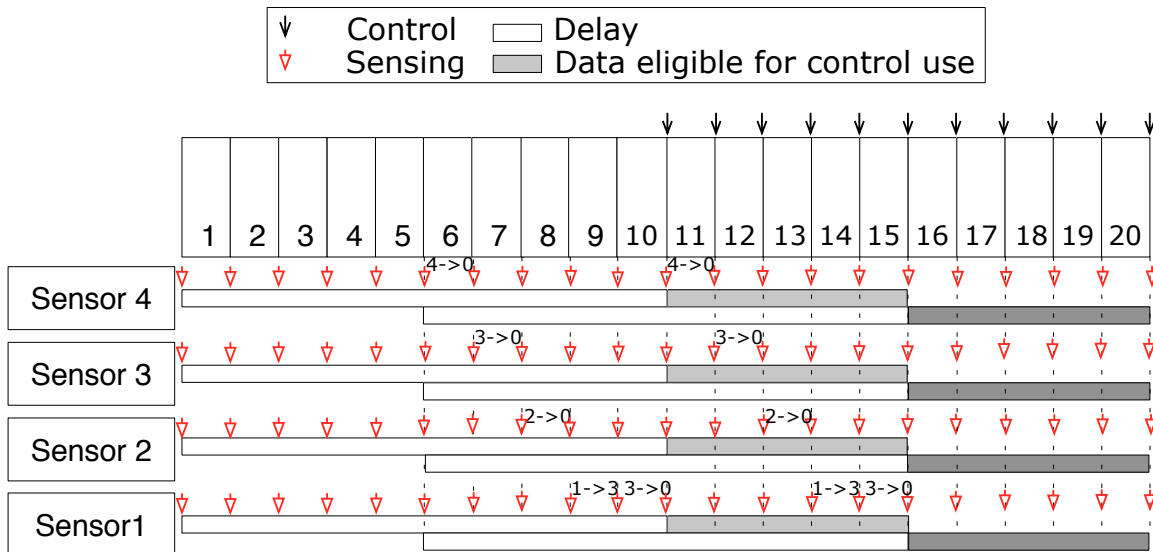 Control Delay
Sensing Data eligible for control use
1 2 3 4 5 6 7 8 9 10 11 12 13 14 15 16 17 18 19 20
4->0 4->0
Sensor 4
3->0 3->0
Sensor 3
2->0 2->0
Sensor 2
1->3 3->0 1->3 3->0
Sensor1